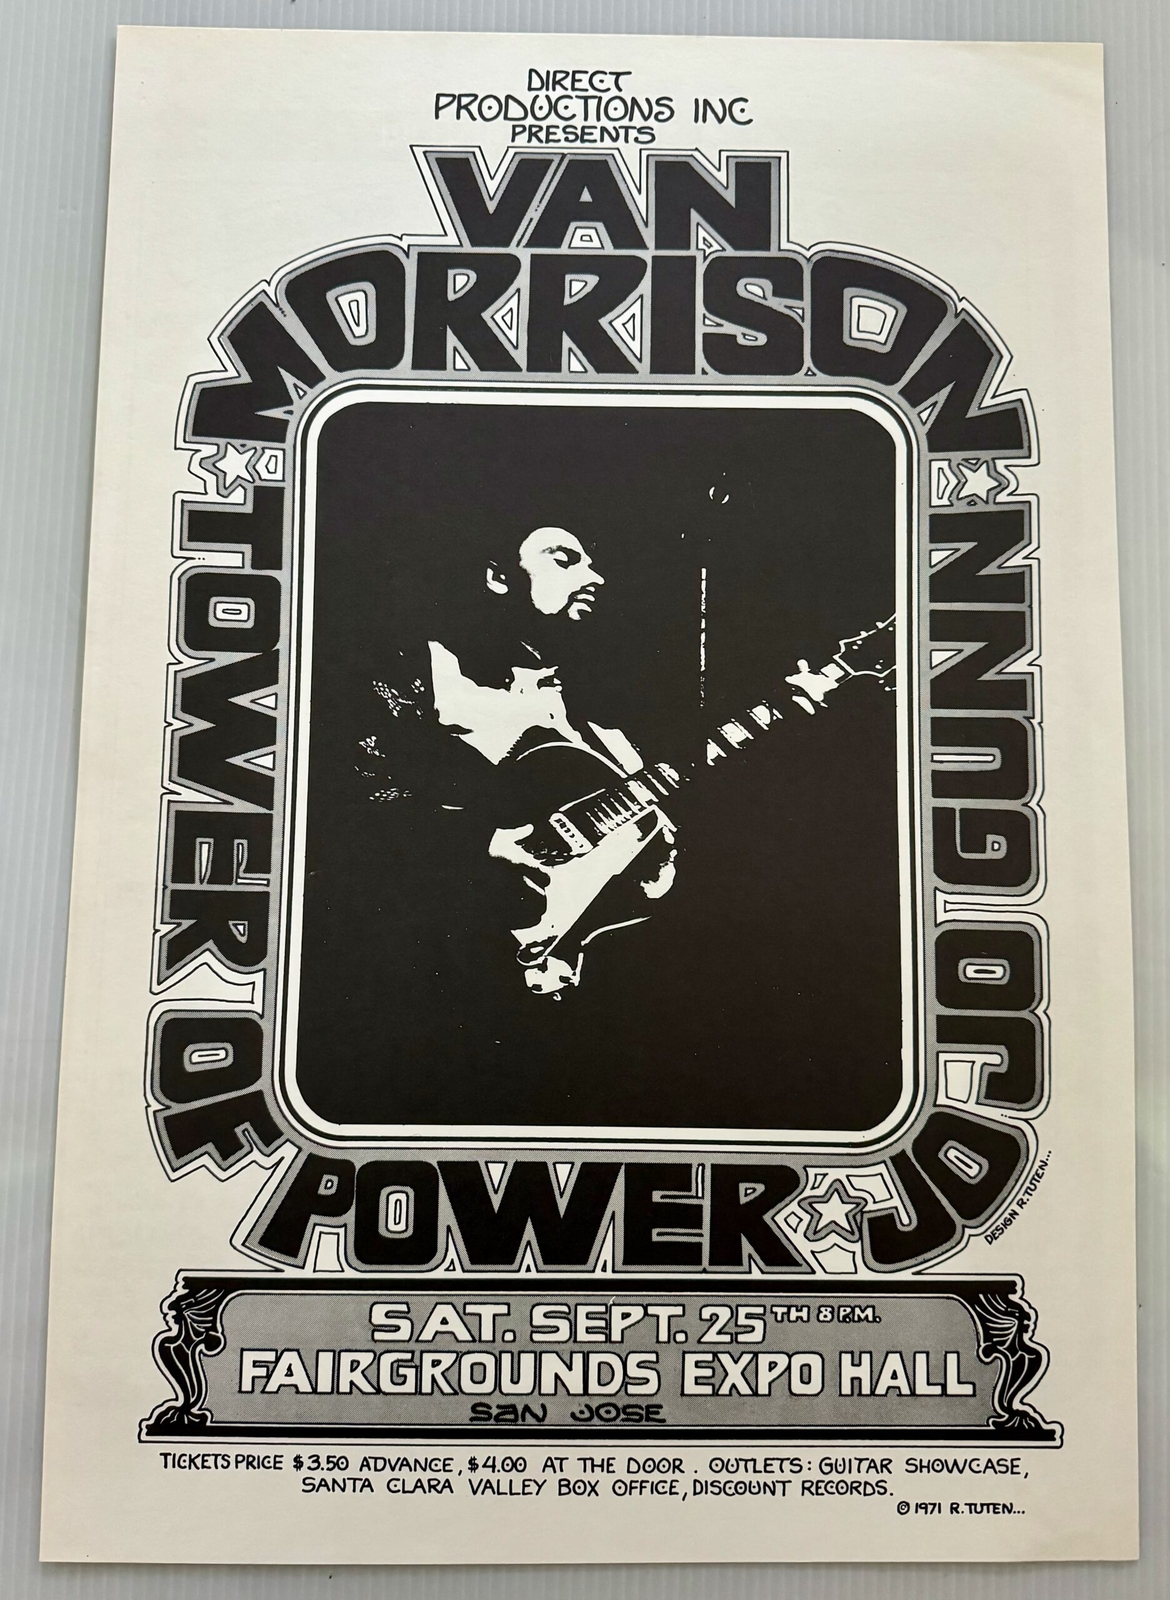 DIRECT
PRODUCTIONS INC
PRESENTS
VAN
MORRISON
TOWER OF
POWER
JO
JO GUNN
DESIGN R. TUTEN...
SAT. SEPT. 25TH 8 P.M.
FAIRGROUNDS EXPO HALL
SAN JOSE
TICKETS PRICE $3.50 ADVANCE, $4.00 AT THE DOOR. OUTLETS: GUITAR SHOWCASE,
SANTA CLARA VALLEY BOX OFFICE, DISCOUNT RECORDS.
© 1971 R. TUTEN...